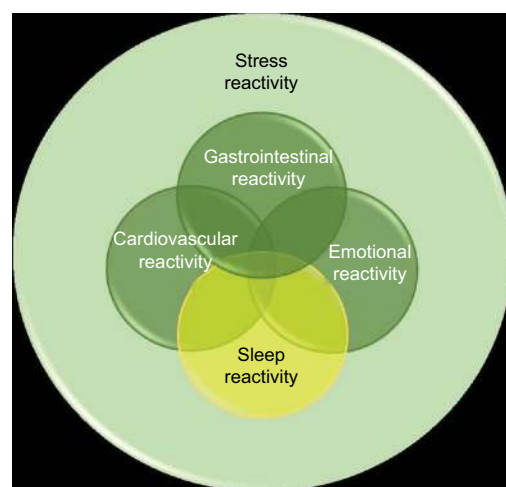 Stress
reactivity
Gastrointestinal
reactivity
Cardiovascular
reactivity
Emotional
reactivity
Sleep
reactivity